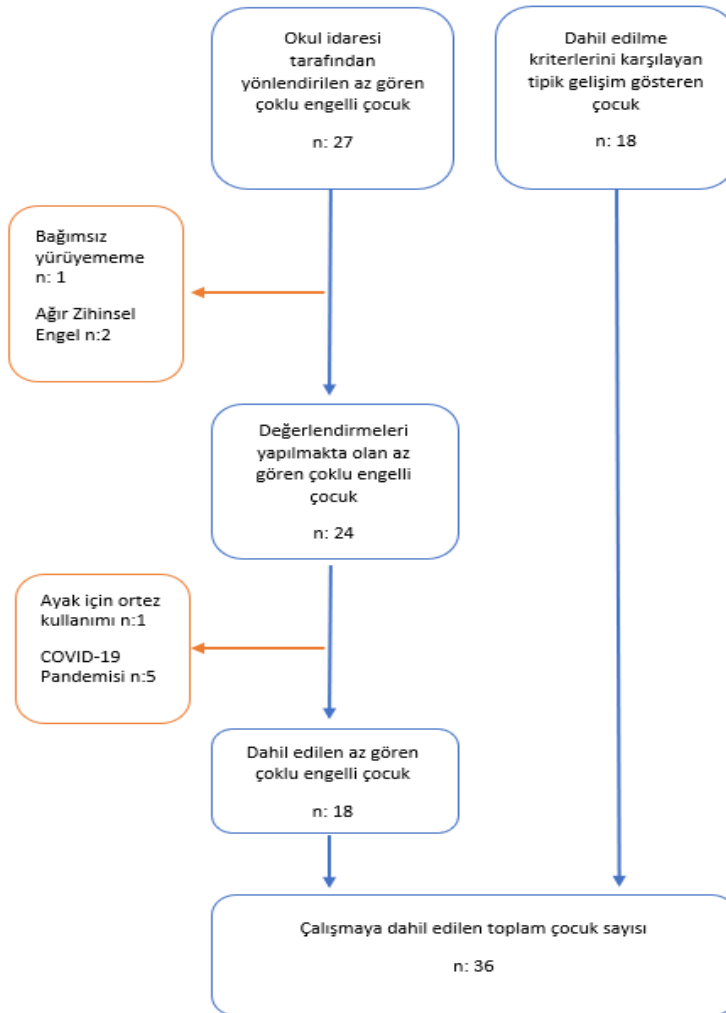 Okul idaresi
tarafından
yönlendirilen az gören
çoklu engelli çocuk
n: 27
Dahil edilme
kriterlerini karşılayan
tipik gelişim gösteren
çocuk
n: 18
Bağımsız
yürüyememe
n: 1
Ağır Zihinsel
Engel n:2
Değerlendirmeleri
yapılmakta olan az
gören çoklu engelli
çocuk
n: 24
Ayak için ortez
kullanımı n:1
COVID-19
Pandemisi n:5
Dahil edilen az gören
çoklu engelli çocuk
n: 18
Çalışmaya dahil edilen toplam çocuk sayısı
n: 36